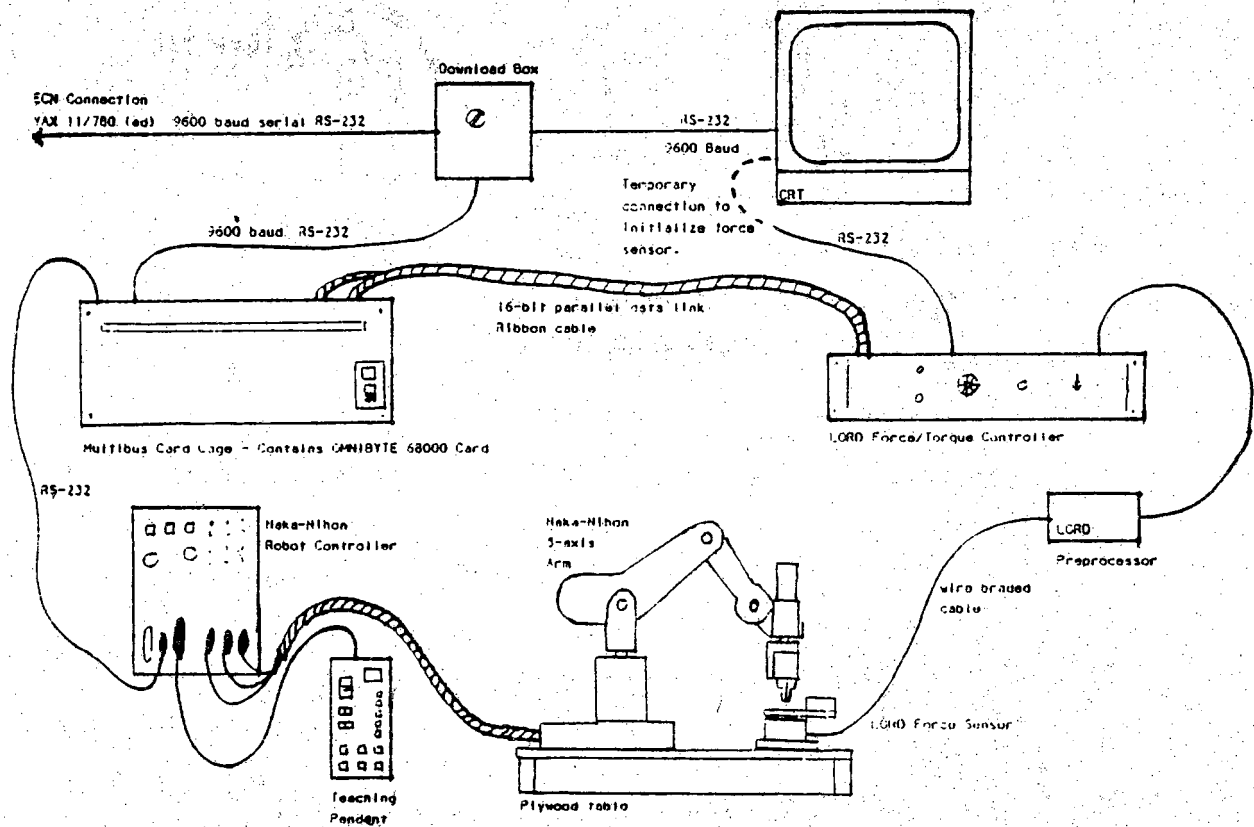 Download Box
ECN Connection
VAX 11/780 (ed) 9600 baud serial RS-232
RS-232
9600 Baud
CRT
Temporary
connection to
initialize force
sensor.
RS-232
9600 baud RS-232
16-bit parallel data link
Ribbon cable
LORD Force/Torque Controller
Multibus Card Cage - Contains OMNIBYTE 68000 Card
RS-232
Naka-Nihon
Robot Controller
Naka-Nihon
5-axis
Arm
LORD
Preprocessor
wire braded
cable
LORD Force Sensor
Plywood table
Teaching
Pendent